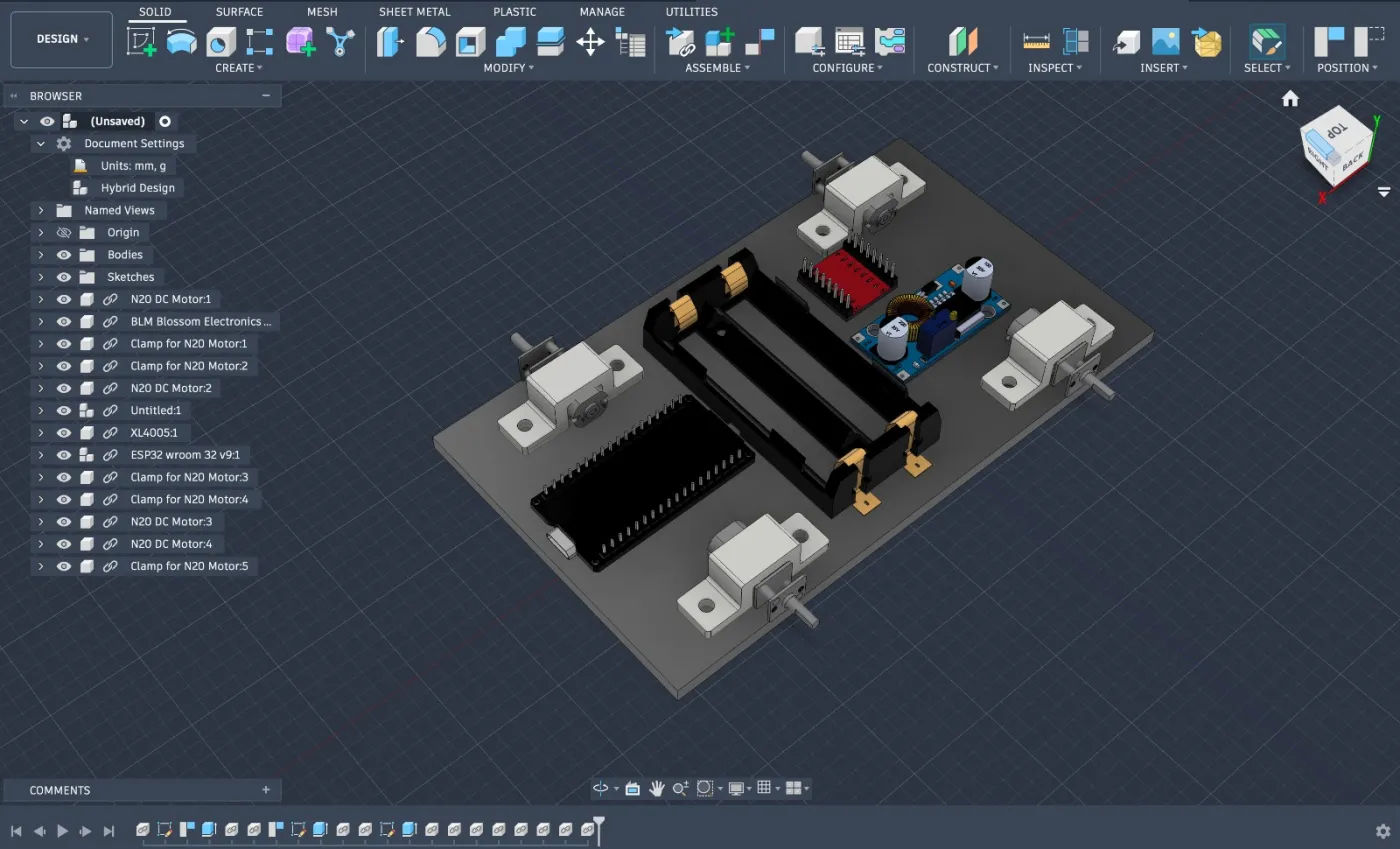 SOLID SURFACE MESH SHEET METAL PLASTIC MANAGE UTILITIES
DESIGN
CREATE MODIFY ASSEMBLE CONFIGURE CONSTRUCT INSPECT INSERT SELECT POSITION
BROWSER
(Unsaved)
Document Settings
Units: mm, g
Hybrid Design
Named Views
Origin
Bodies
Sketches
N20 DC Motor:1
BLM Blossom Electronics ...
Clamp for N20 Motor:1
Clamp for N20 Motor:2
N20 DC Motor:2
Untitled:1
XL4005:1
ESP32 wroom 32 v9:1
Clamp for N20 Motor:3
Clamp for N20 Motor:4
N20 DC Motor:3
N20 DC Motor:4
Clamp for N20 Motor:5
TOP
RIGHT
BACK
Y
X
COMMENTS